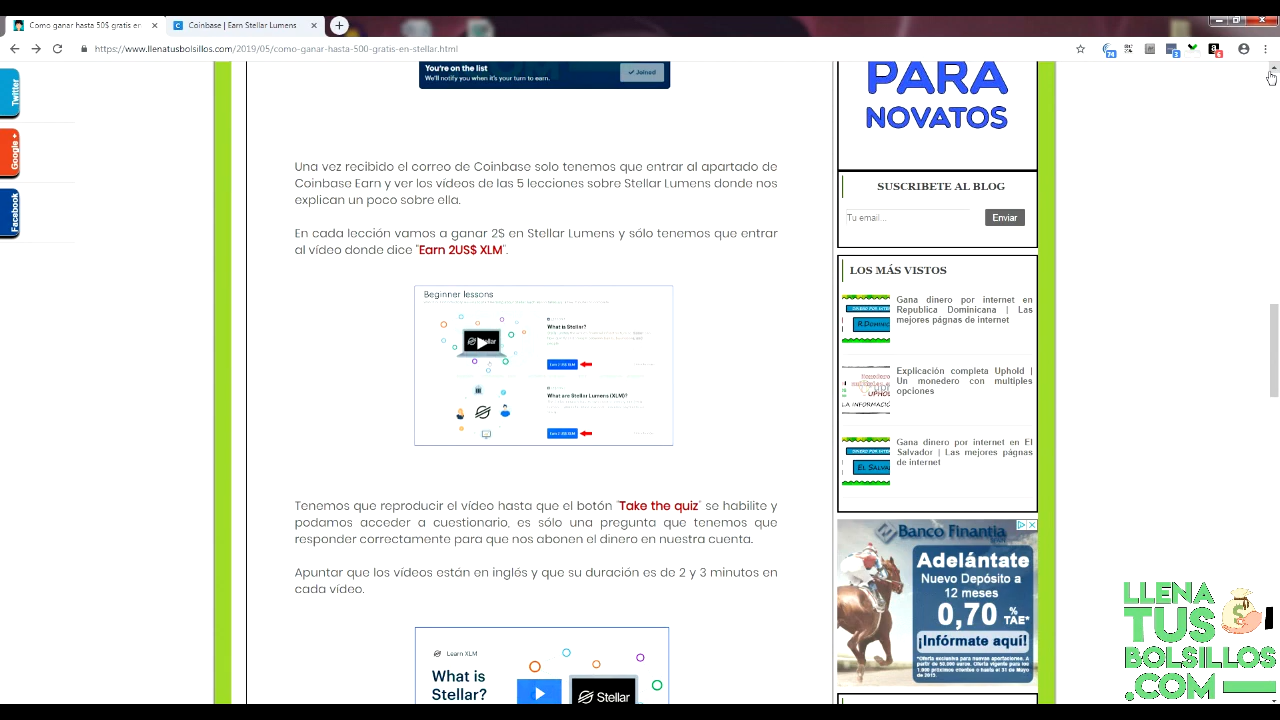 Como ganar hasta 50$ gratis en
Coinbase | Earn Stellar Lumens
https://www.llenatusbolsillos.com/2019/05/como-ganar-hasta-500-gratis-en-stellar.html
74
2
5
Twitter
Google +
Facebook
You're on the list
We'll notify you when it's your turn to earn.
Joined
Una vez recibido el correo de Coinbase solo tenemos que entrar al apartado de
Coinbase Earn y ver los vídeos de las 5 lecciones sobre Stellar Lumens donde nos
explican un poco sobre ella.
En cada lección vamos a ganar 2$ en Stellar Lumens y sólo tenemos que entrar
al vídeo donde dice "Earn 2US$ XLM".
Beginner lessons
Stellar
What is Stellar?
What are Stellar Lumens (XLM)?
Tenemos que reproducir el vídeo hasta que el botón "Take the quiz" se habilite y
podamos acceder a cuestionario, es sólo una pregunta que tenemos que
responder correctamente para que nos abonen el dinero en nuestra cuenta.
Apuntar que los vídeos están en inglés y que su duración es de 2 y 3 minutos en
cada vídeo.
Learn XLM
What is
Stellar?
Stellar
PARA
NOVATOS
SUSCRIBETE AL BLOG
Tu email...
Enviar
LOS MÁS VISTOS
Gana dinero por internet en
Republica Dominicana | Las
mejores páginas de internet
Explicación completa Uphold |
Un monedero con multiples
opciones
Gana dinero por internet en El
Salvador | Las mejores págnas
de internet
Banco Finantia
Adelántate
Nuevo Depósito a
12 meses
0,70 % TAE*
¡Infórmate aquí!
LLENA
TUS
BOLSILLOS
.COM